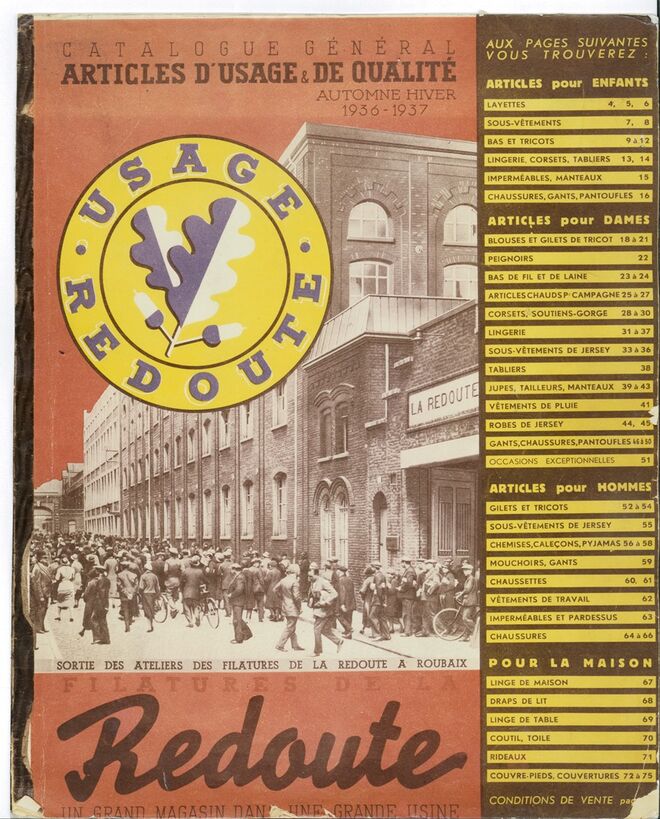 CATALOGUE GÉNÉRAL
ARTICLES D'USAGE & DE QUALITÉ
AUTOMNE HIVER
1936-1937
USAGE
REDOUTE
LA REDOUTE
SORTIE DES ATELIERS DES FILATURES DE LA REDOUTE A ROUBAIX
FILATURES DE LA
Redoute
UN GRAND MAGASIN DANS UNE GRANDE USINE
AUX PAGES SUIVANTES
VOUS TROUVEREZ :
ARTICLES pour ENFANTS
LAYETTES 4, 5, 6
SOUS-VÊTEMENTS 7, 8
BAS ET TRICOTS 9 à 12
LINGERIE, CORSETS, TABLIERS 13, 14
IMPERMÉABLES, MANTEAUX 15
CHAUSSURES, GANTS, PANTOUFLES 16
ARTICLES pour DAMES
BLOUSES ET GILETS DE TRICOT 18 à 21
PEIGNOIRS 22
BAS DE FIL ET DE LAINE 23 à 24
ARTICLES CHAUDS Pr CAMPAGNE 25 à 27
CORSETS, SOUTIENS-GORGE 28 à 30
LINGERIE 31 à 37
SOUS-VÊTEMENTS DE JERSEY 33 à 36
TABLIERS 38
JUPES, TAILLEURS, MANTEAUX 39 à 43
VÊTEMENTS DE PLUIE 41
ROBES DE JERSEY 44, 45
GANTS, CHAUSSURES, PANTOUFLES 46 à 50
OCCASIONS EXCEPTIONNELLES 51
ARTICLES pour HOMMES
GILETS ET TRICOTS 52 à 54
SOUS-VÊTEMENTS DE JERSEY 55
CHEMISES, CALEÇONS, PYJAMAS 56 à 58
MOUCHOIRS, GANTS 59
CHAUSSETTES 60, 61
VÊTEMENTS DE TRAVAIL 62
IMPERMÉABLES ET PARDESSUS 63
CHAUSSURES 64 à 66
POUR LA MAISON
LINGE DE MAISON 67
DRAPS DE LIT 68
LINGE DE TABLE 69
COUTIL, TOILE 70
RIDEAUX 71
COUVRE-PIEDS, COUVERTURES 72 à 75
CONDITIONS DE VENTE